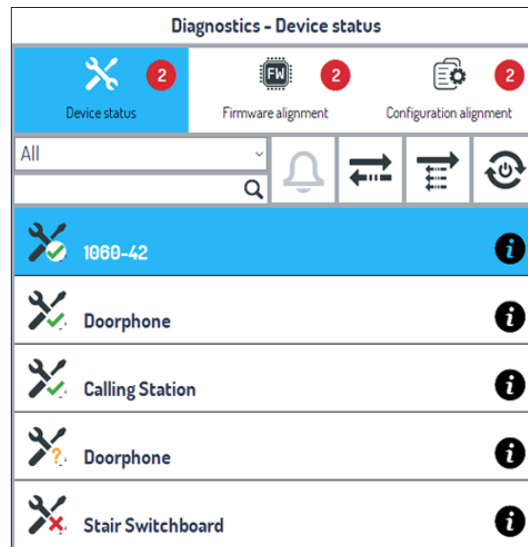 Diagnostics - Device status
2
FW
2
2
Device status
Firmware alignment
Configuration alignment
All
1060-42
i
Doorphone
i
Calling Station
i
?
Doorphone
i
Stair Switchboard
i